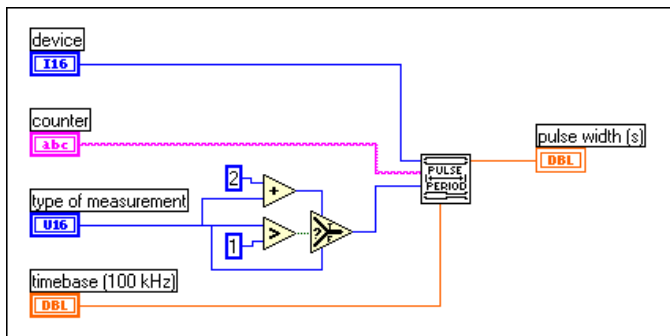 device
I16
counter
abc
pulse width (s)
DBL
PULSE
PERIOD
2
+
type of measurement
U16
>
?
T
F
1
timebase (100 kHz)
DBL